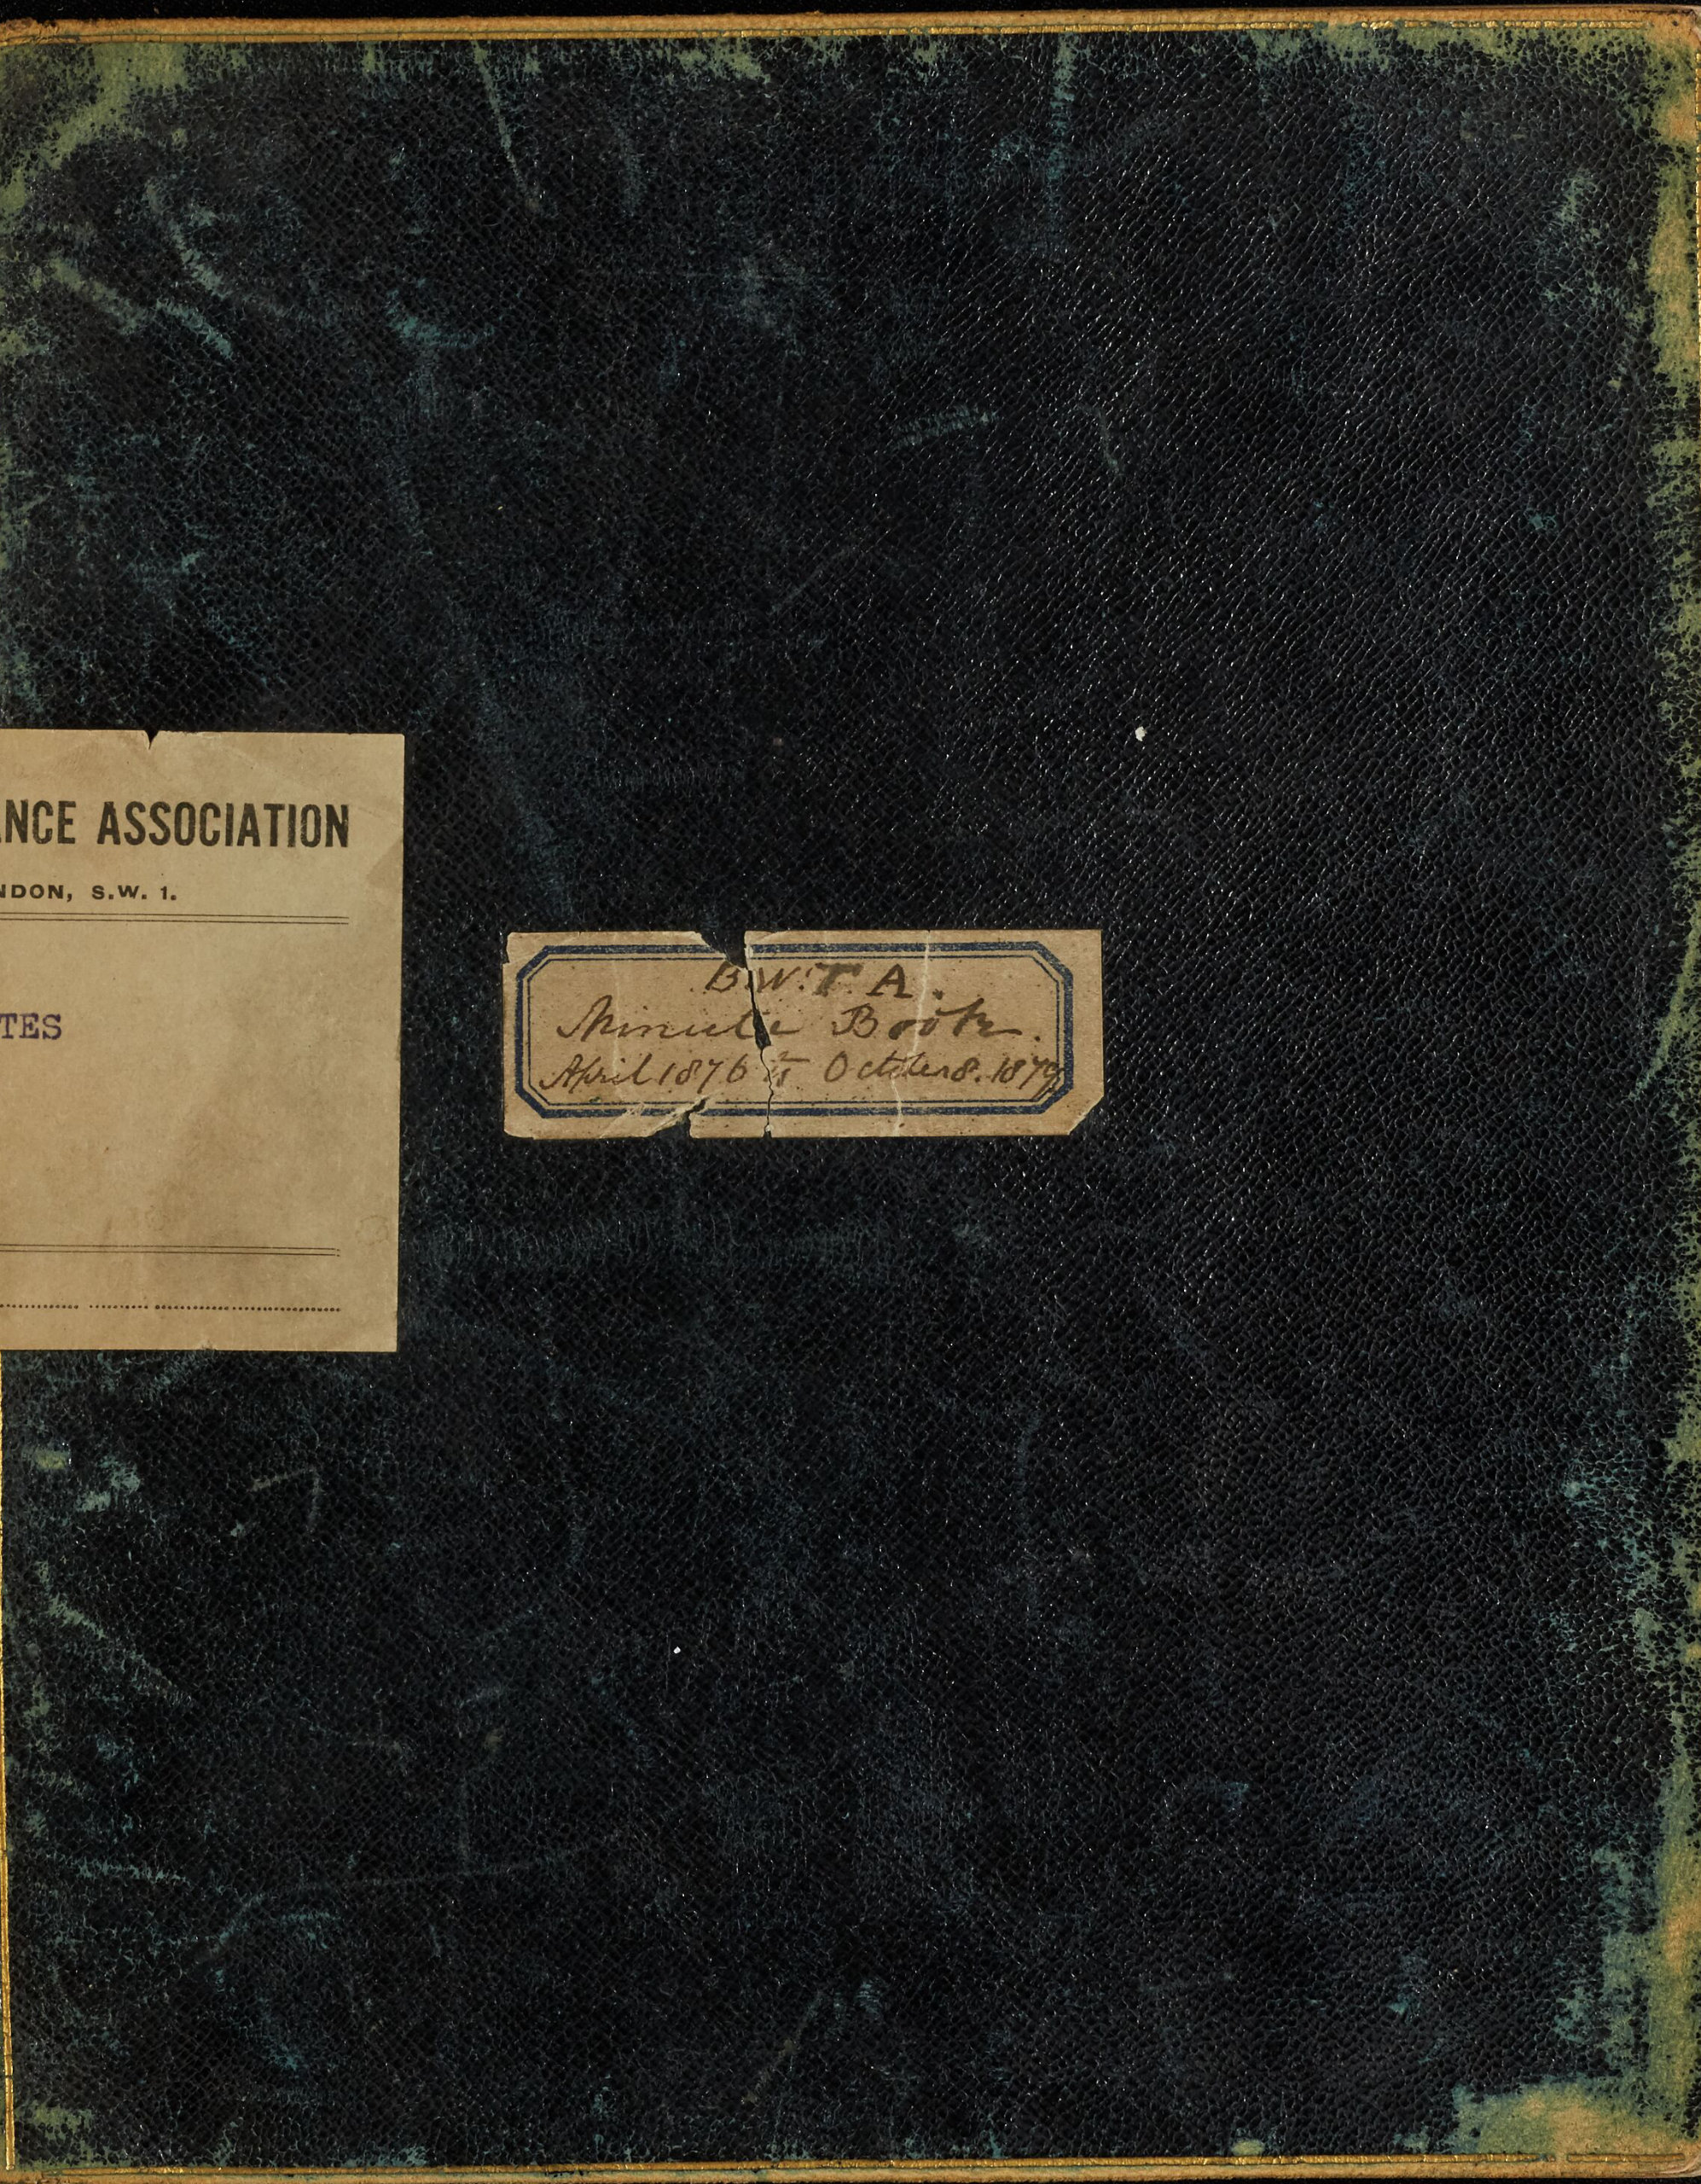 ANCE ASSOCIATION
NDON, S.W. 1.
TES
B.W.T.A.
Minute Book.
April 1876 to October 8. 1879